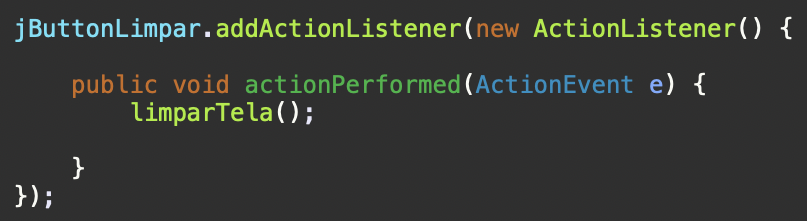 jButtonLimpar.addActionListener(new ActionListener() {
public void actionPerformed(ActionEvent e) {
limparTela();
}
});